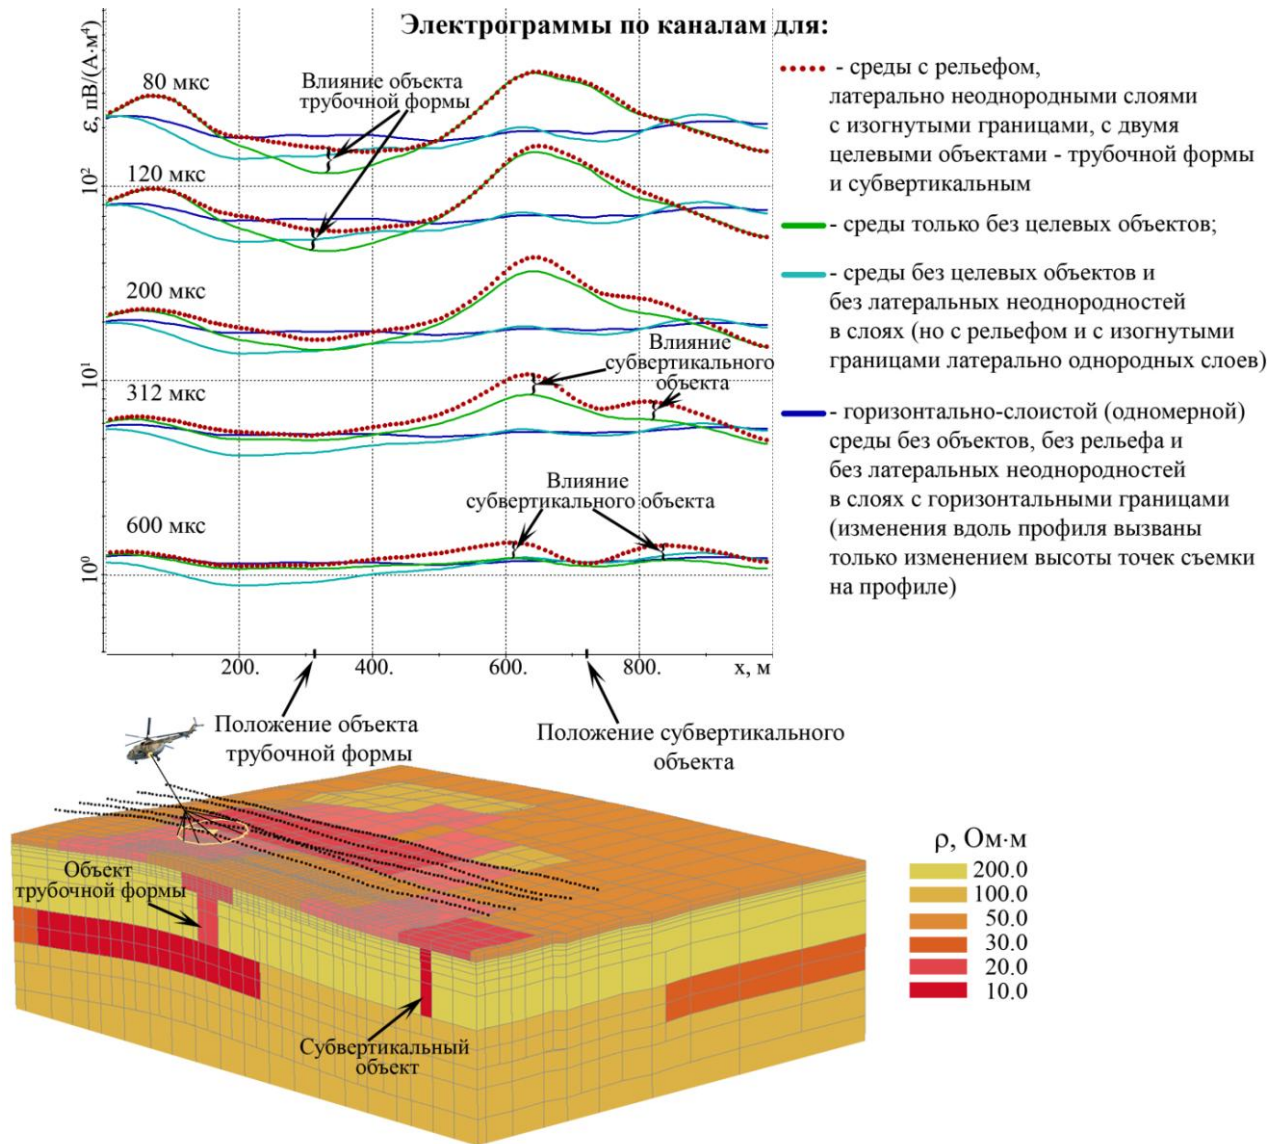 Электрограммы по каналам для:
ε, пВ/(А·м⁴)
10²
10¹
10⁰
80 мкс
Влияние объекта
трубочной формы
120 мкс
200 мкс
Влияние
субвертикального
объекта
312 мкс
Влияние
субвертикального объекта
600 мкс
200. 400. 600. 800. x, м
- среды с рельефом,
латерально неоднородными слоями
с изогнутыми границами, с двумя
целевыми объектами - трубочной формы
и субвертикальным
- среды только без целевых объектов;
- среды без целевых объектов и
без латеральных неоднородностей
в слоях (но с рельефом и с изогнутыми
границами латерально однородных слоев)
- горизонтально-слоистой (одномерной)
среды без объектов, без рельефа и
без латеральных неоднородностей
в слоях с горизонтальными границами
(изменения вдоль профиля вызваны
только изменением высоты точек съемки
на профиле)
Положение объекта
трубочной формы
Положение субвертикального
объекта
Объект
трубочной формы
Субвертикальный
объект
ρ, Ом·м
200.0
100.0
50.0
30.0
20.0
10.0